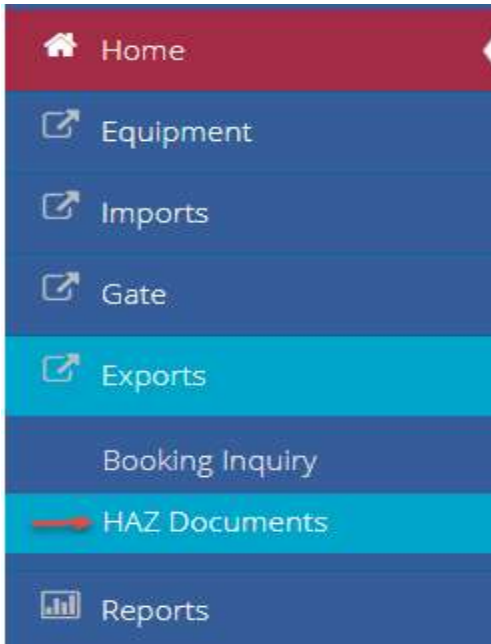 Home
Equipment
Imports
Gate
Exports
Booking Inquiry
HAZ Documents
Reports